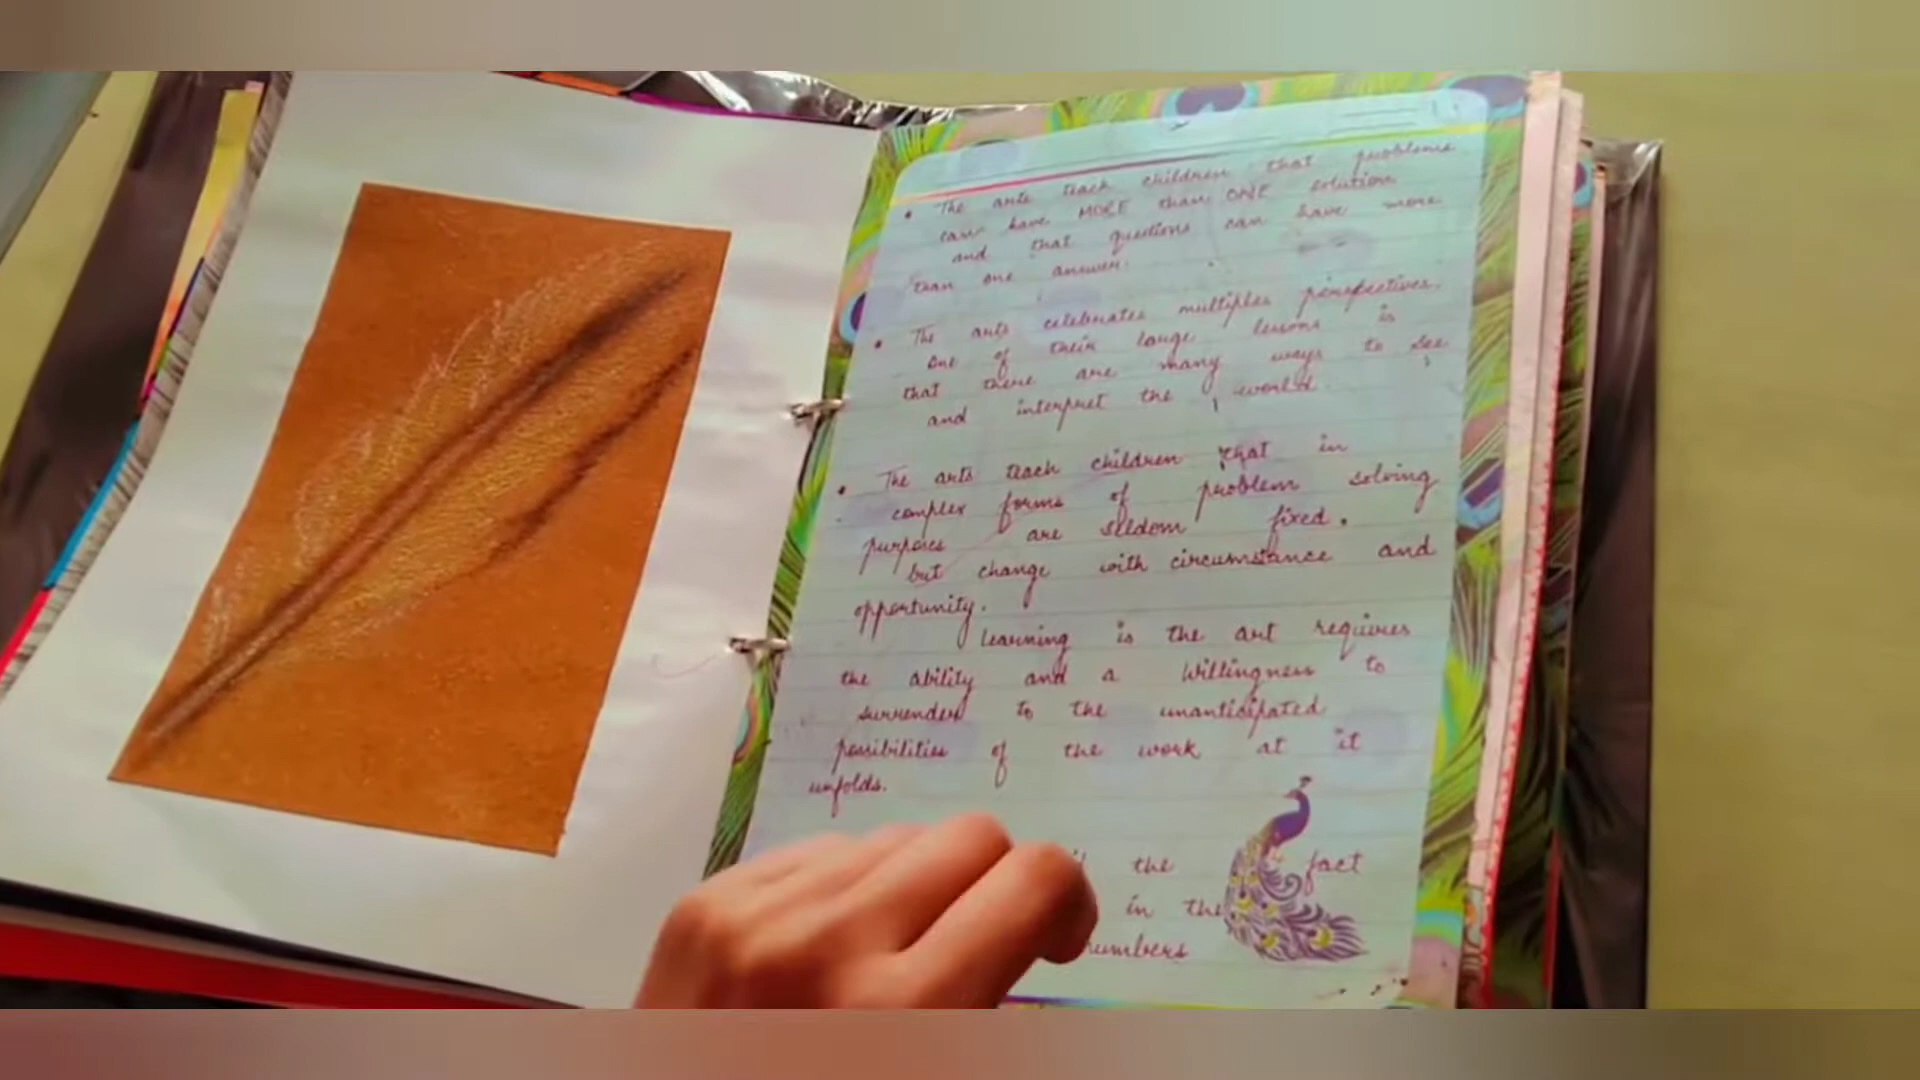 • The arts teach children that problems
can have MORE than ONE solution
and that questions can have more
than one answer.
• The arts celebrates multiples perspectives.
One of their large lessons is
that there are many ways to see
and interpret the world.
• The arts teach children that in
complex forms of problem solving
purposes are seldom fixed.
but change with circumstance and
opportunity.
learning is the art requires
the ability and a willingness to
surrender to the unanticipated
possibilities of the work at it
unfolds.
the fact
in the
numbers